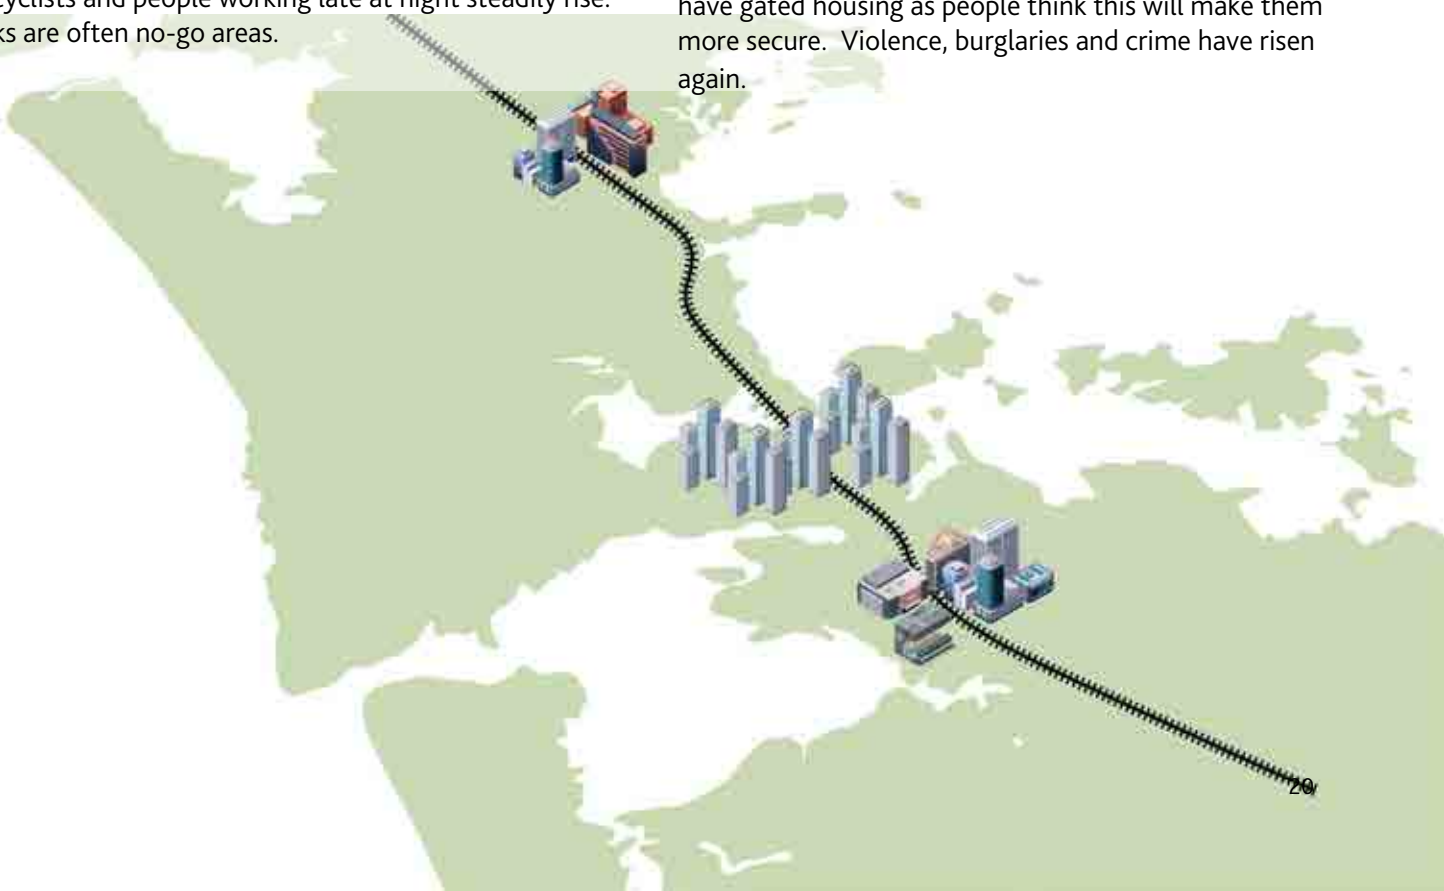 cyclists and people working late at night steadily rise.
ks are often no-go areas.
have gated housing as people think this will make them
more secure. Violence, burglaries and crime have risen
again.
20